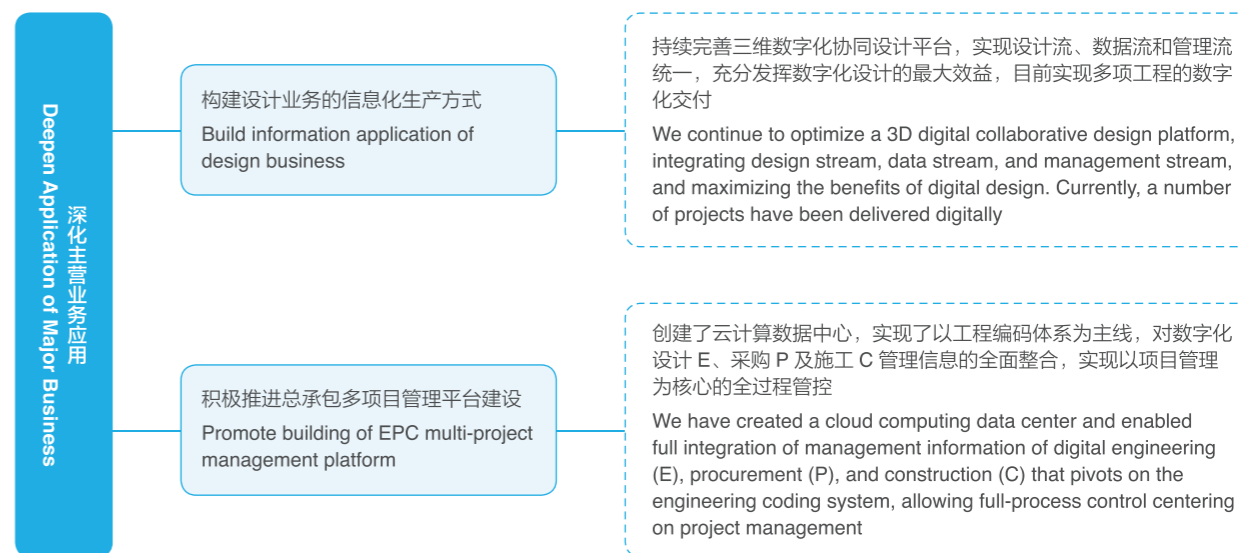 深化主营业务应用
Deepen Application of Major Business
构建设计业务的信息化生产方式
Build information application of
design business
持续完善三维数字化协同设计平台，实现设计流、数据流和管理流
统一，充分发挥数字化设计的最大效益，目前实现多项工程的数字
化交付
We continue to optimize a 3D digital collaborative design platform,
integrating design stream, data stream, and management stream,
and maximizing the benefits of digital design. Currently, a number
of projects have been delivered digitally
积极推进总承包多项目管理平台建设
Promote building of EPC multi-project
management platform
创建了云计算数据中心，实现了以工程编码体系为主线，对数字化
设计 E、采购 P 及施工 C 管理信息的全面整合，实现以项目管理
为核心的全过程管控
We have created a cloud computing data center and enabled
full integration of management information of digital engineering
(E), procurement (P), and construction (C) that pivots on the
engineering coding system, allowing full-process control centering
on project management